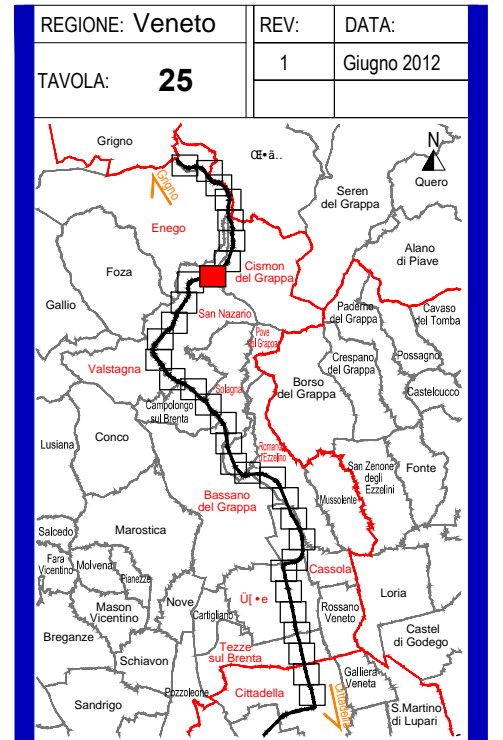 REGIONE: Veneto
REV:
DATA:
TAVOLA: 25
1
Giugno 2012
Grigno
Œ•ã..
N
Quero
Grigno
Seren
del Grappa
Enego
Alano
di Piave
Cismon
del Grappa
Foza
Gallio
San Nazario
Paderno
del Grappa
Cavaso
del Tomba
Pove
del Grappa
Crespano
del Grappa
Possagno
Valstagna
Solagna
Borso
del Grappa
Castelcucco
Campolongo
sul Brenta
Lusiana
Conco
Romano
d'Ezzelino
San Zenone
degli
Ezzelini
Fonte
Bassano
del Grappa
Mussolente
Salcedo
Marostica
Fara
Vicentino
Molvena
Pianezze
Cassola
Loria
Mason
Vicentino
Nove
Cartigliano
Ü[ •e
Rossano
Veneto
Breganze
Castel
di Godego
Schiavon
Tezze
sul Brenta
Galliera
Veneta
Pozzoleone
Cittadella
Cittadella
Sandrigo
S.Martino
di Lupari